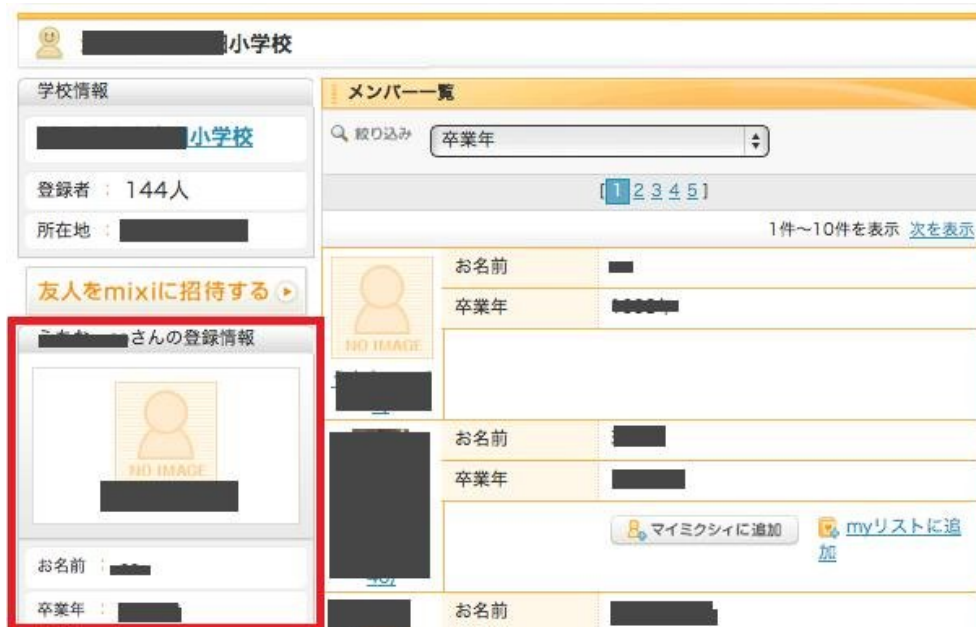 小学校
学校情報
小学校
登録者 : 144人
所在地 :
友人をmixiに招待する
さんの登録情報
NO IMAGE
お名前 :
卒業年 :
メンバー一覧
絞り込み 卒業年
[1 2 3 4 5]
1件～10件を表示 次を表示
お名前
卒業年
NO IMAGE
お名前
卒業年
マイミクシィに追加
myリストに追
加
お名前